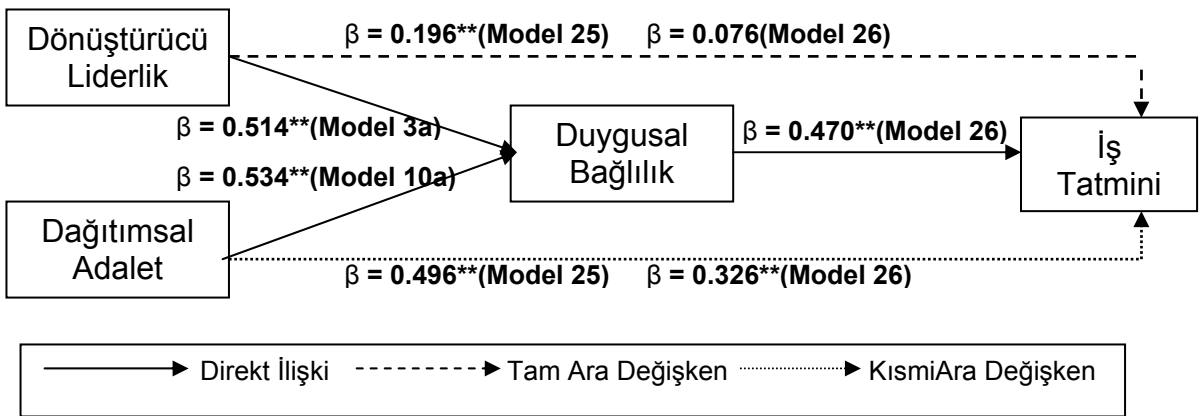 Dönüştürücü
Liderlik
β = 0.196**(Model 25) β = 0.076(Model 26)
β = 0.514**(Model 3a)
β = 0.534**(Model 10a)
Duygusal
Bağlılık
β = 0.470**(Model 26)
İş
Tatmini
Dağıtımsal
Adalet
β = 0.496**(Model 25) β = 0.326**(Model 26)
Direkt İlişki Tam Ara Değişken KısmiAra Değişken